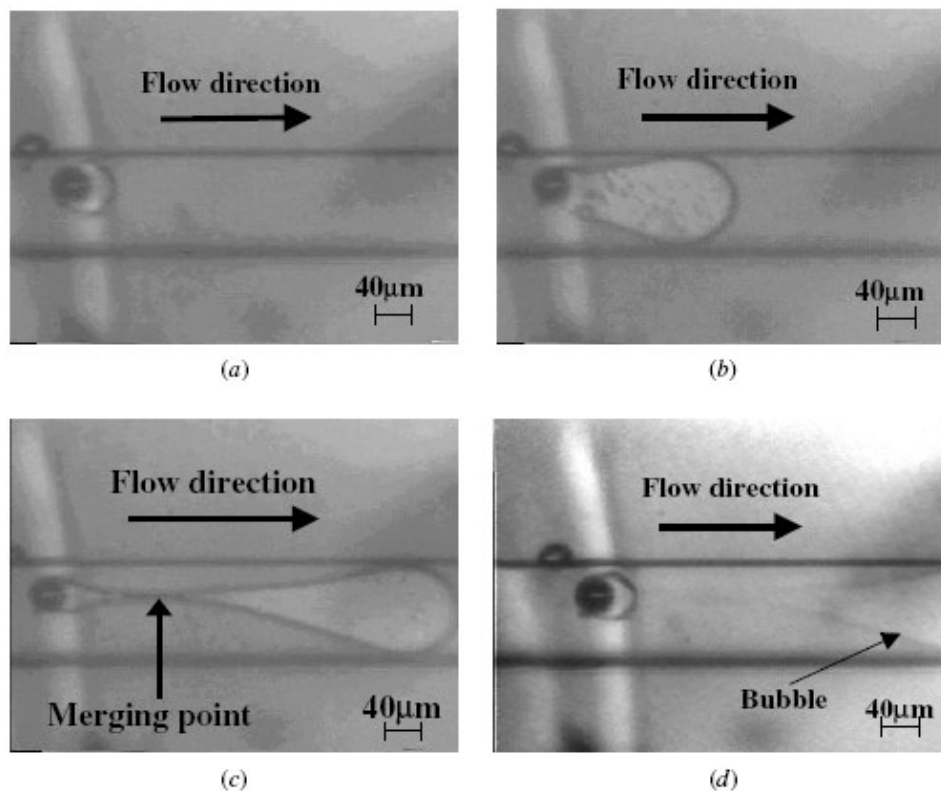 Flow direction
40μm
(a)
Flow direction
40μm
(b)
Flow direction
Merging point
40μm
(c)
Flow direction
Bubble
40μm
(d)